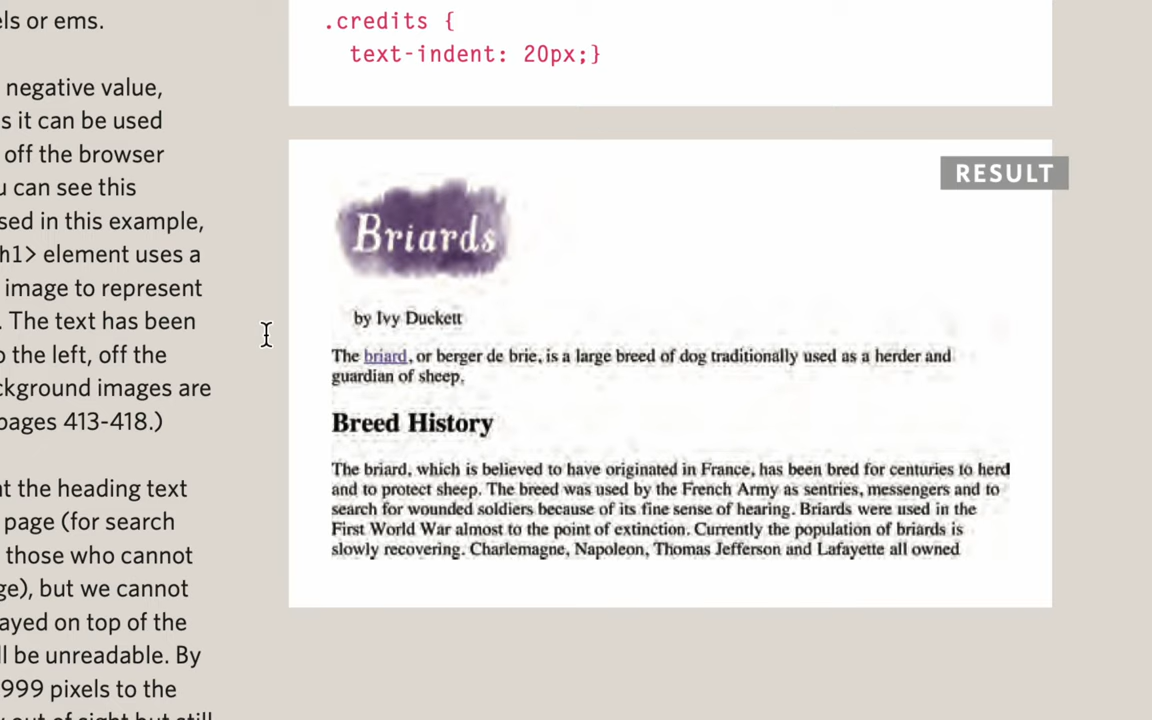 els or ems.
negative value,
s it can be used
off the browser
u can see this
sed in this example,
h1> element uses a
image to represent
. The text has been
o the left, off the
ckground images are
pages 413-418.)
at the heading text
page (for search
those who cannot
ge), but we cannot
ayed on top of the
ll be unreadable. By
999 pixels to the
out of sight but still
.credits {
text-indent: 20px;}
RESULT
Briards
by Ivy Duckett
The briard, or berger de brie, is a large breed of dog traditionally used as a herder and
guardian of sheep.
Breed History
The briard, which is believed to have originated in France, has been bred for centuries to herd
and to protect sheep. The breed was used by the French Army as sentries, messengers and to
search for wounded soldiers because of its fine sense of hearing. Briards were used in the
First World War almost to the point of extinction. Currently the population of briards is
slowly recovering. Charlemagne, Napoleon, Thomas Jefferson and Lafayette all owned